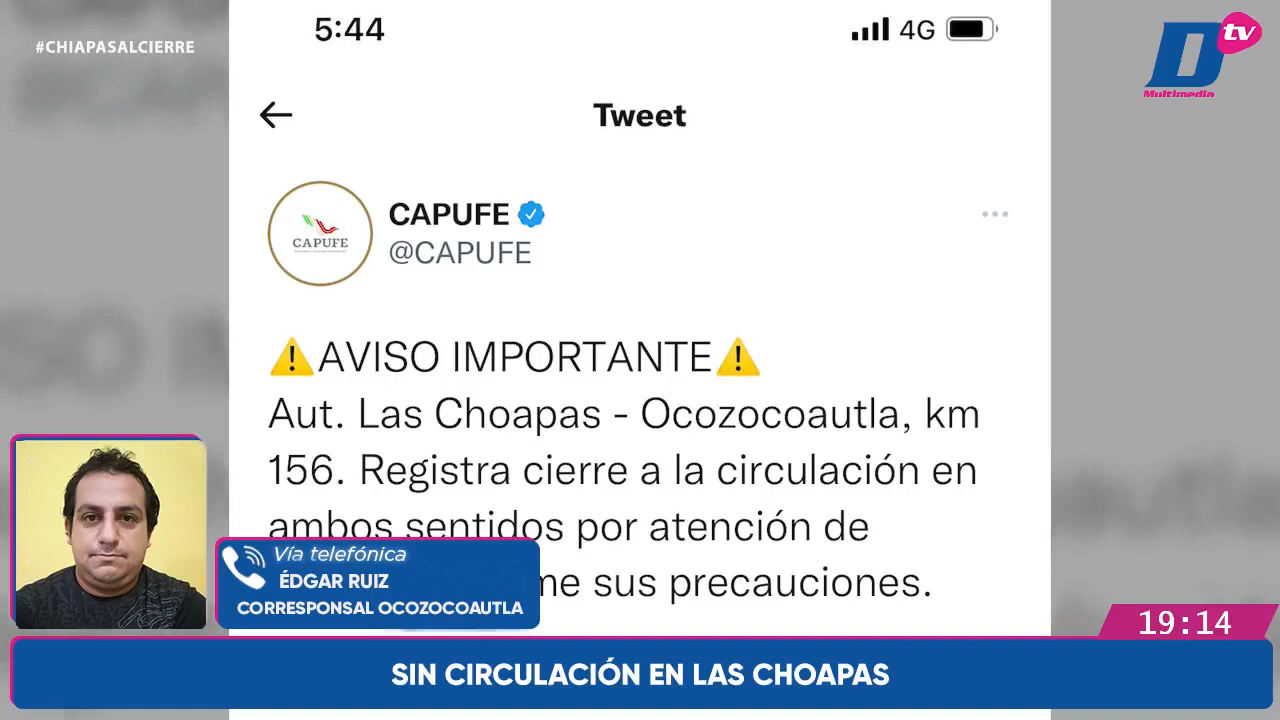 #CHIAPASALCIERRE
5:44
4G
D tv
Multimedia
Tweet
CAPUFE
CAPUFE
@CAPUFE
⚠️AVISO IMPORTANTE⚠️
Aut. Las Choapas - Ocozocoautla, km
156. Registra cierre a la circulación en
ambos sentidos por atención de
me sus precauciones.
Vía telefónica
ÉDGAR RUIZ
CORRESPONSAL OCOZOCOAUTLA
19:14
SIN CIRCULACIÓN EN LAS CHOAPAS